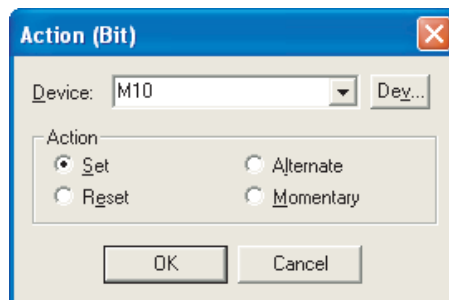 Action (Bit)
Device: M10 Dev...
Action
Set Alternate
Reset Momentary
OK Cancel